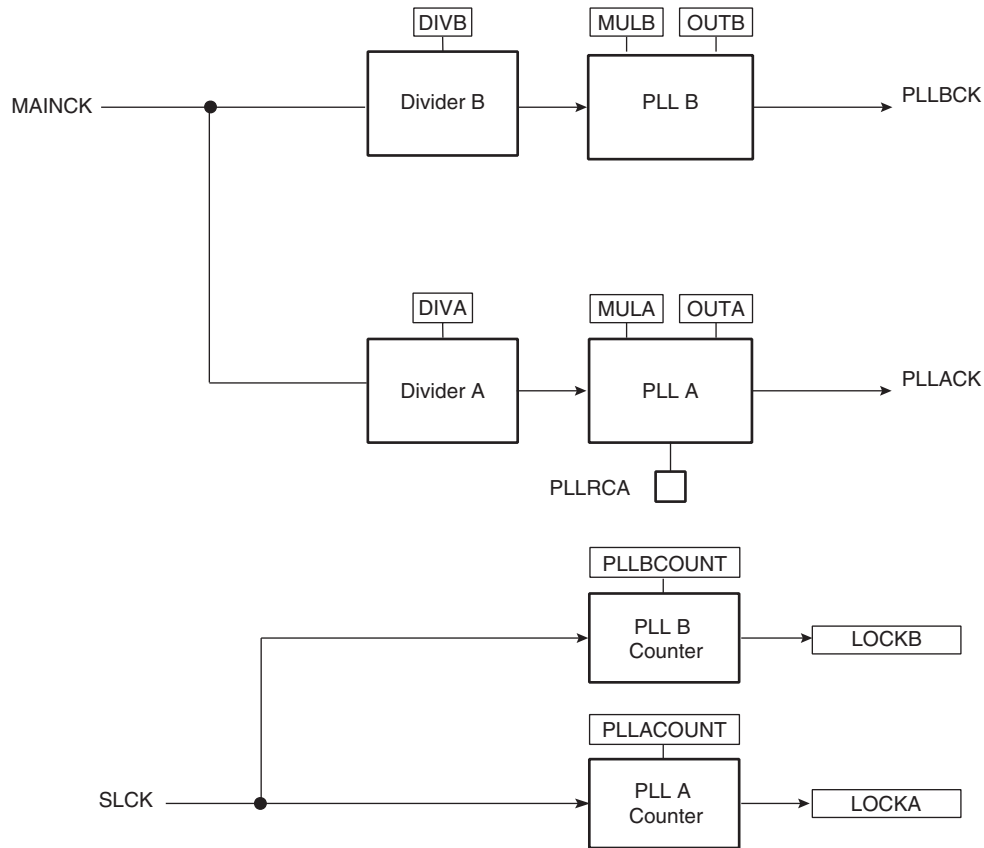 DIVB
MULB
OUTB
MAINCK
Divider B
PLL B
PLLBCK
DIVA
MULA
OUTA
Divider A
PLL A
PLLACK
PLLRCA
PLLBCOUNT
PLL B
Counter
LOCKB
PLLACOUNT
SLCK
PLL A
Counter
LOCKA